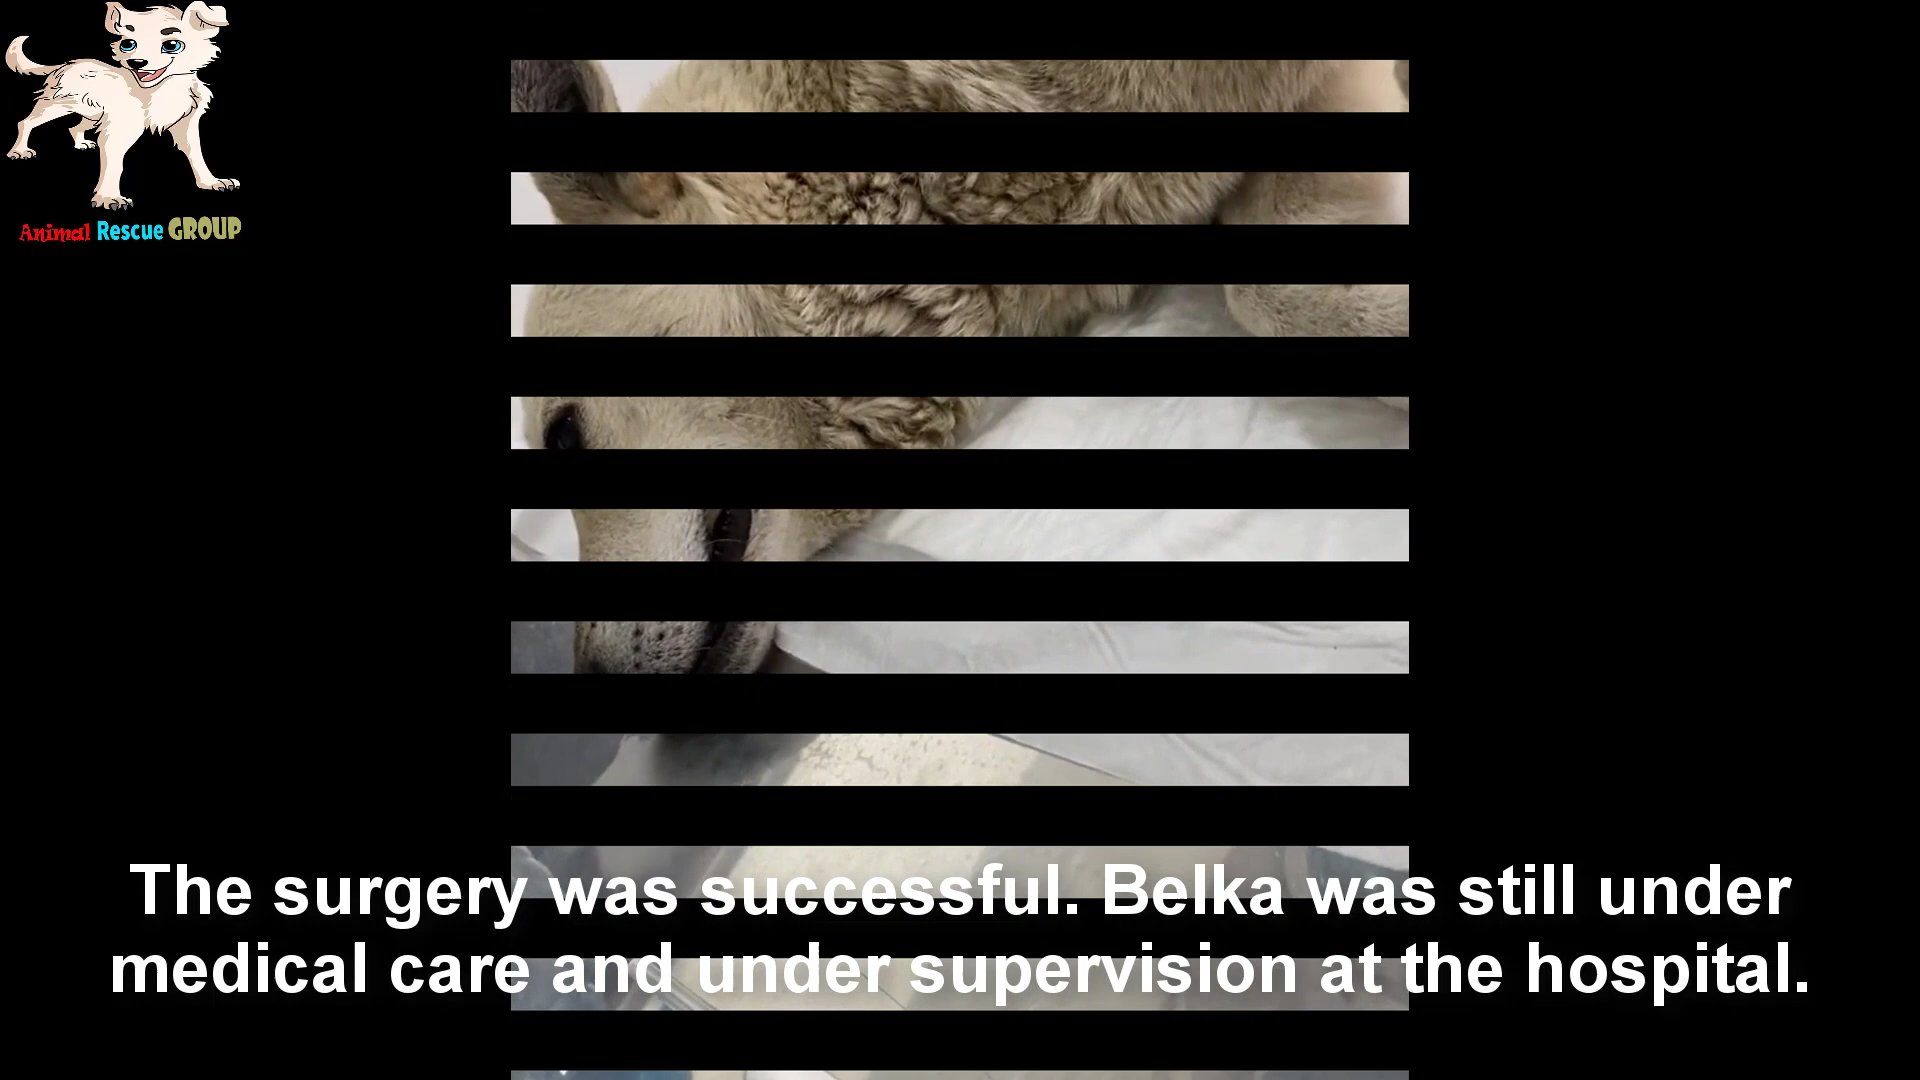 Animal Rescue GROUP
The surgery was successful. Belka was still under
medical care and under supervision at the hospital.